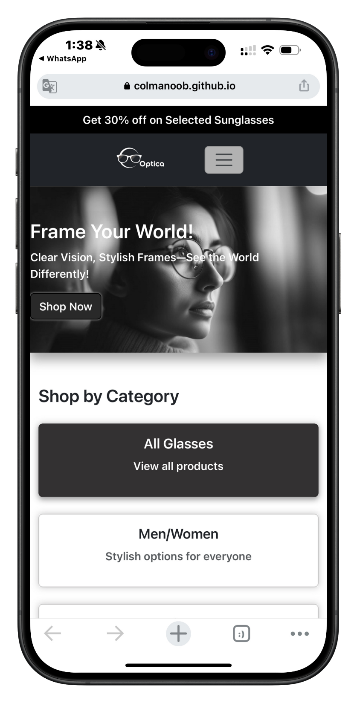 1:38
WhatsApp
colmanoob.github.io
Get 30% off on Selected Sunglasses
Optica
Frame Your World!
Clear Vision, Stylish Frames—See the World
Differently!
Shop Now
Shop by Category
All Glasses
View all products
Men/Women
Stylish options for everyone
:)